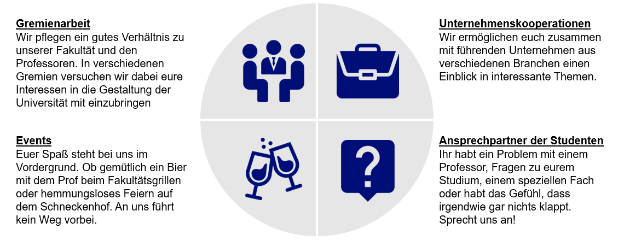 Gremienarbeit
Wir pflegen ein gutes Verhältnis zu
unserer Fakultät und den
Professoren. In verschiedenen
Gremien versuchen wir dabei eure
Interessen in die Gestaltung der
Universität mit einzubringen
Unternehmenskooperationen
Wir ermöglichen euch zusammen
mit führenden Unternehmen aus
verschiedenen Branchen einen
Einblick in interessante Themen.
Events
Euer Spaß steht bei uns im
Vordergrund. Ob gemütlich ein Bier
mit dem Prof beim Fakultätsgrillen
oder hemmungsloses Feiern auf
dem Schneckenhof. An uns führt
kein Weg vorbei.
?
Ansprechpartner der Studenten
Ihr habt ein Problem mit einem
Professor, Fragen zu eurem
Studium, einem speziellen Fach
oder habt das Gefühl, dass
irgendwie gar nichts klappt.
Sprecht uns an!